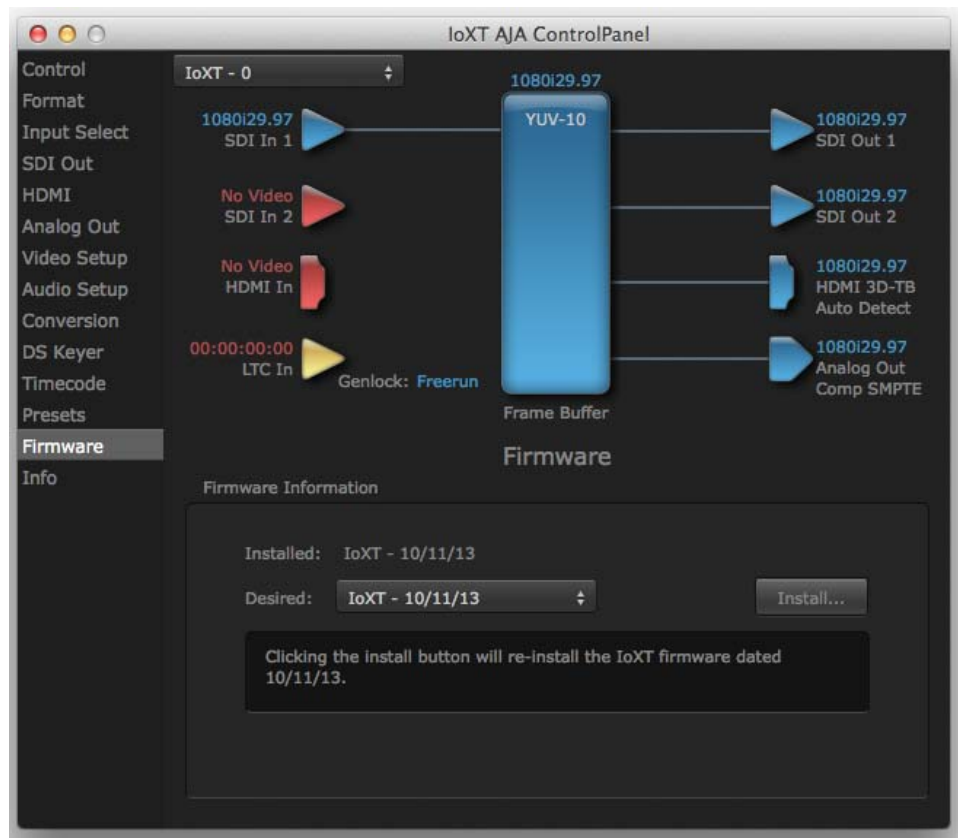 IoXT AJA ControlPanel
Control
Format
Input Select
SDI Out
HDMI
Analog Out
Video Setup
Audio Setup
Conversion
DS Keyer
Timecode
Presets
Firmware
Info
IoXT - 0
1080i29.97
SDI In 1
No Video
SDI In 2
No Video
HDMI In
00:00:00:00
LTC In
Genlock: Freerun
1080i29.97
YUV-10
Frame Buffer
1080i29.97
SDI Out 1
1080i29.97
SDI Out 2
1080i29.97
HDMI 3D-TB
Auto Detect
1080i29.97
Analog Out
Comp SMPTE
Firmware
Firmware Information
Installed: IoXT - 10/11/13
Desired: IoXT - 10/11/13
Install...
Clicking the install button will re-install the IoXT firmware dated
10/11/13.